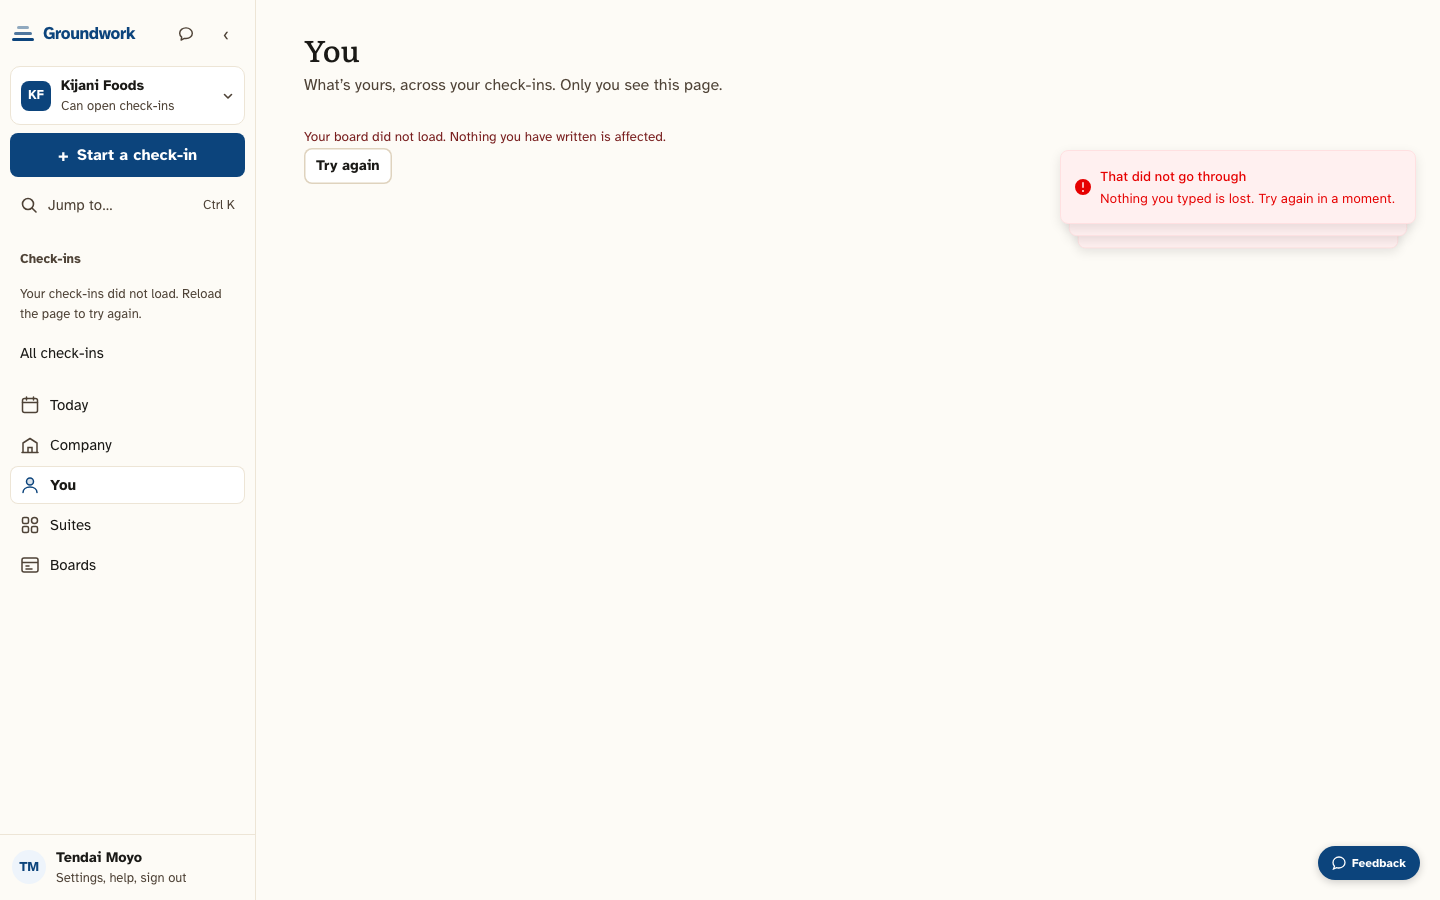 Groundwork
KF
Kijani Foods
Can open check-ins
+ Start a check-in
Jump to...
Ctrl K
Check-ins
Your check-ins did not load. Reload
the page to try again.
All check-ins
Today
Company
You
Suites
Boards
TM
Tendai Moyo
Settings, help, sign out
You
What's yours, across your check-ins. Only you see this page.
Your board did not load. Nothing you have written is affected.
Try again
That did not go through
Nothing you typed is lost. Try again in a moment.
Feedback